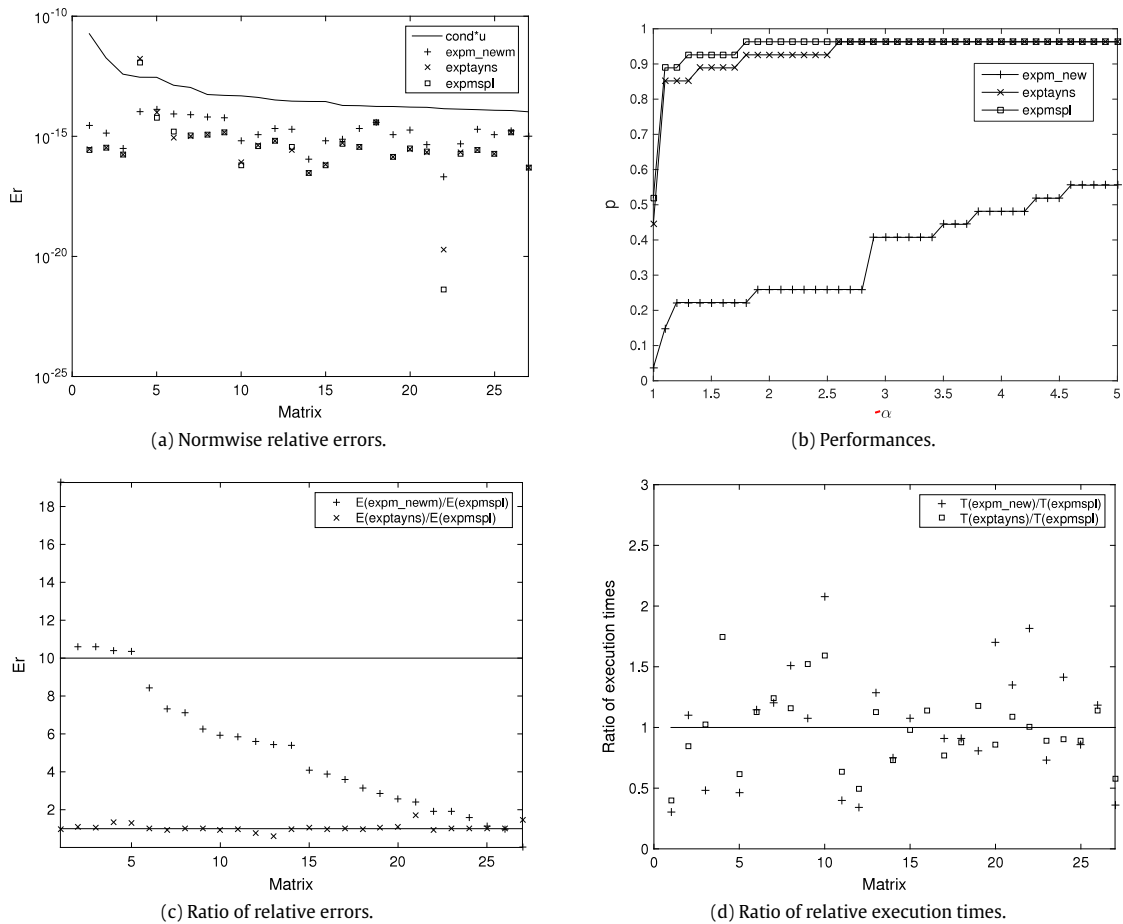 10^-10
10^-15
10^-20
10^-25
Er
0 5 10 15 20 25
Matrix
cond*u
expm_newm
exptayns
expmspl
(a) Normwise relative errors.
1
0.9
0.8
0.7
0.6
0.5
0.4
0.3
0.2
0.1
0
p
1 1.5 2 2.5 3 3.5 4 4.5 5
α
expm_new
exptayns
expmspl
(b) Performances.
18
16
14
12
10
8
6
4
2
Er
5 10 15 20 25
Matrix
E(expm_newm)/E(expmspl)
E(exptayns)/E(expmspl)
(c) Ratio of relative errors.
3
2.5
2
1.5
1
0.5
0
Ratio of execution times
0 5 10 15 20 25
Matrix
T(expm_new)/T(expmspl)
T(exptayns)/T(expmspl)
(d) Ratio of relative execution times.